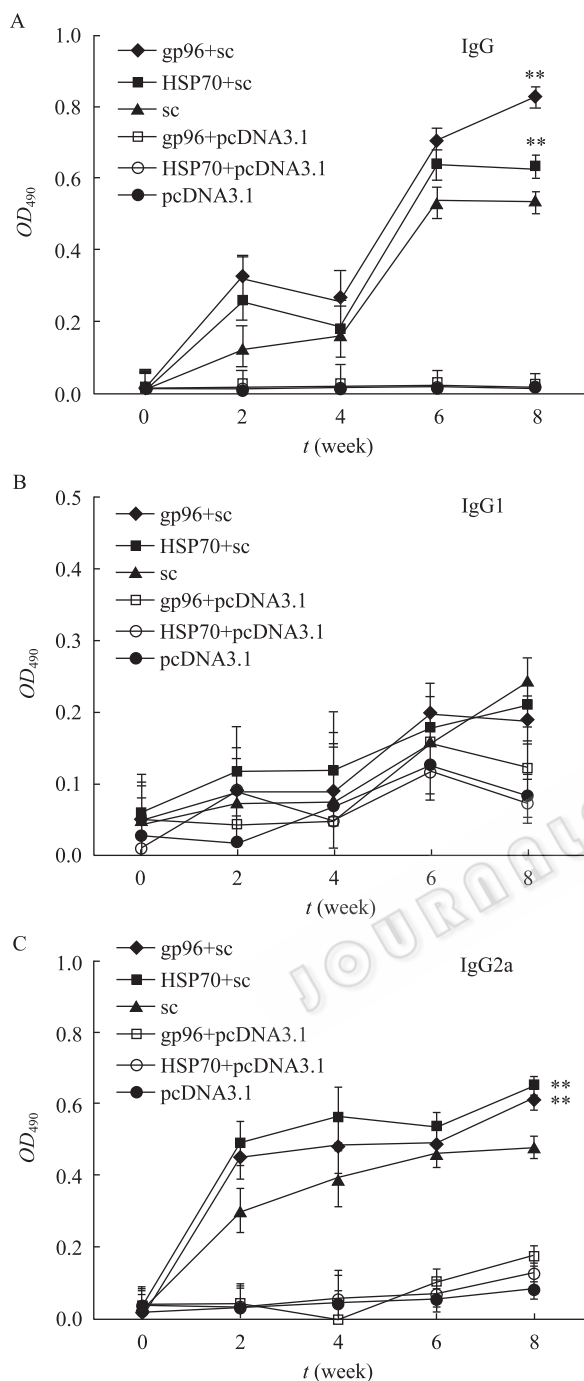 A
IgG
gp96+sc
HSP70+sc
sc
gp96+pcDNA3.1
HSP70+pcDNA3.1
pcDNA3.1
**
**
OD490
1.0
0.8
0.6
0.4
0.2
0.0
0 2 4 6 8
t (week)
B
IgG1
gp96+sc
HSP70+sc
sc
gp96+pcDNA3.1
HSP70+pcDNA3.1
pcDNA3.1
OD490
0.5
0.4
0.3
0.2
0.1
0.0
0 2 4 6 8
t (week)
C
IgG2a
gp96+sc
HSP70+sc
sc
gp96+pcDNA3.1
HSP70+pcDNA3.1
pcDNA3.1
**
**
OD490
1.0
0.8
0.6
0.4
0.2
0.0
0 2 4 6 8
t (week)
JOURNALS